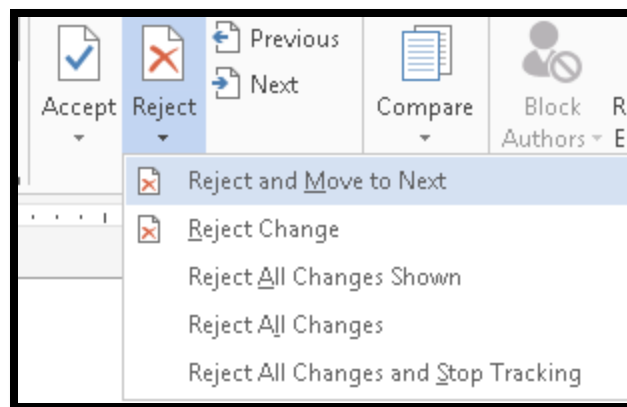 Accept
Reject
Previous
Next
Compare
Block
Authors
R
E
Reject and Move to Next
Reject Change
Reject All Changes Shown
Reject All Changes
Reject All Changes and Stop Tracking